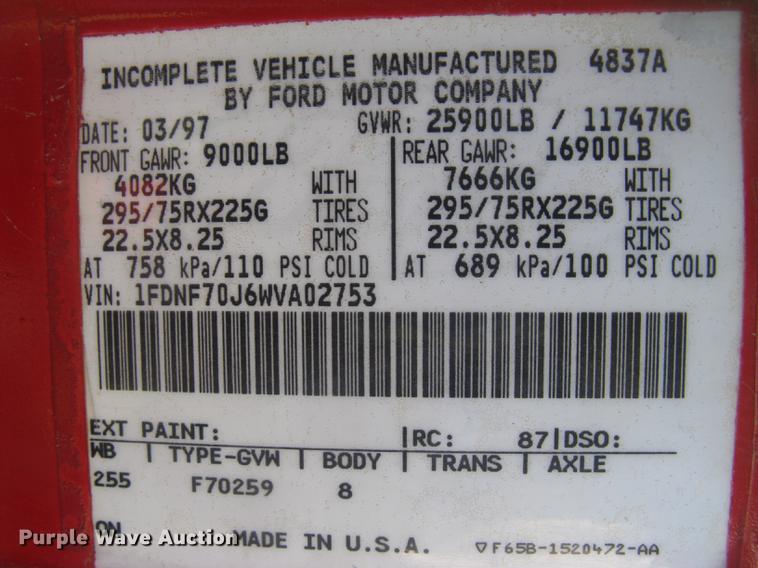 INCOMPLETE VEHICLE MANUFACTURED 4837A
BY FORD MOTOR COMPANY
DATE: 03/97 GVWR: 25900LB / 11747KG
FRONT GAWR: 9000LB REAR GAWR: 16900LB
4082KG WITH 7666KG WITH
295/75RX225G TIRES 295/75RX225G TIRES
22.5X8.25 RIMS 22.5X8.25 RIMS
AT 758 kPa/110 PSI COLD AT 689 kPa/100 PSI COLD
VIN: 1FDNF70J6WVA02753
EXT PAINT: |RC: 87|DSO:
WB | TYPE-GVW | BODY | TRANS | AXLE
255 F70259 8
ON MADE IN U.S.A. ▽F65B-1520472-AA
Purple Wave Auction